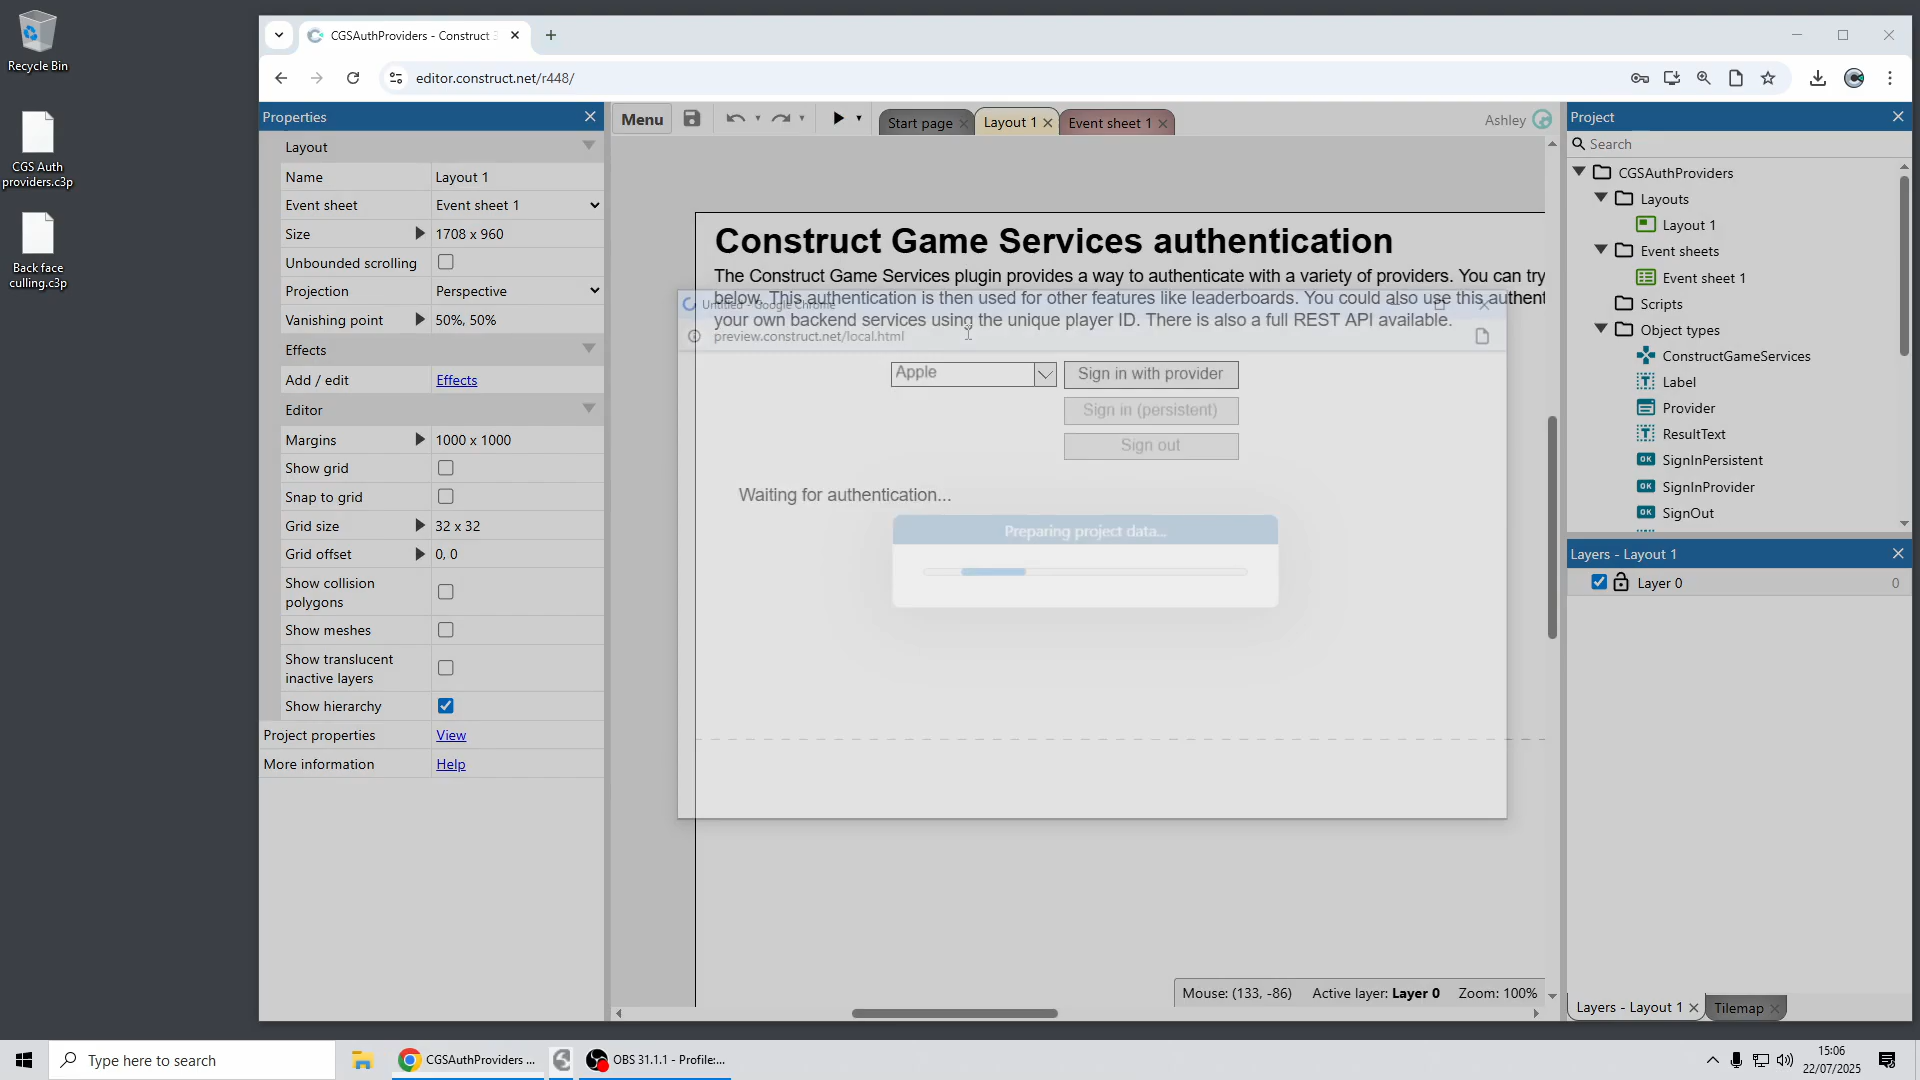 Recycle Bin
CGS Auth
providers.c3p
Back face
culling.c3p
CGSAuthProviders - Construct 3
editor.construct.net/r448/
Properties
Layout
Name Layout 1
Event sheet Event sheet 1
Size 1708 x 960
Unbounded scrolling
Projection Perspective
Vanishing point 50%, 50%
Effects
Add / edit Effects
Editor
Margins 1000 x 1000
Show grid
Snap to grid
Grid size 32 x 32
Grid offset 0, 0
Show collision
polygons
Show meshes
Show translucent
inactive layers
Show hierarchy
Project properties View
More information Help
Menu
Start page
Layout 1
Event sheet 1
Ashley
Construct Game Services authentication
The Construct Game Services plugin provides a way to authenticate with a variety of providers. You can try
below. This authentication is then used for other features like leaderboards. You could also use this authent
your own backend services using the unique player ID. There is also a full REST API available.
Untitled - Google Chrome
preview.construct.net/local.html
Apple
Sign in with provider
Sign in (persistent)
Sign out
Waiting for authentication...
Preparing project data...
Mouse: (133, -86) Active layer: Layer 0 Zoom: 100%
Project
Search
CGSAuthProviders
Layouts
Layout 1
Event sheets
Event sheet 1
Scripts
Object types
ConstructGameServices
Label
Provider
ResultText
OK SignInPersistent
OK SignInProvider
OK SignOut
Layers - Layout 1
Layer 0 0
Layers - Layout 1
Tilemap
Type here to search
CGSAuthProviders ...
OBS 31.1.1 - Profile:...
15:06
22/07/2025